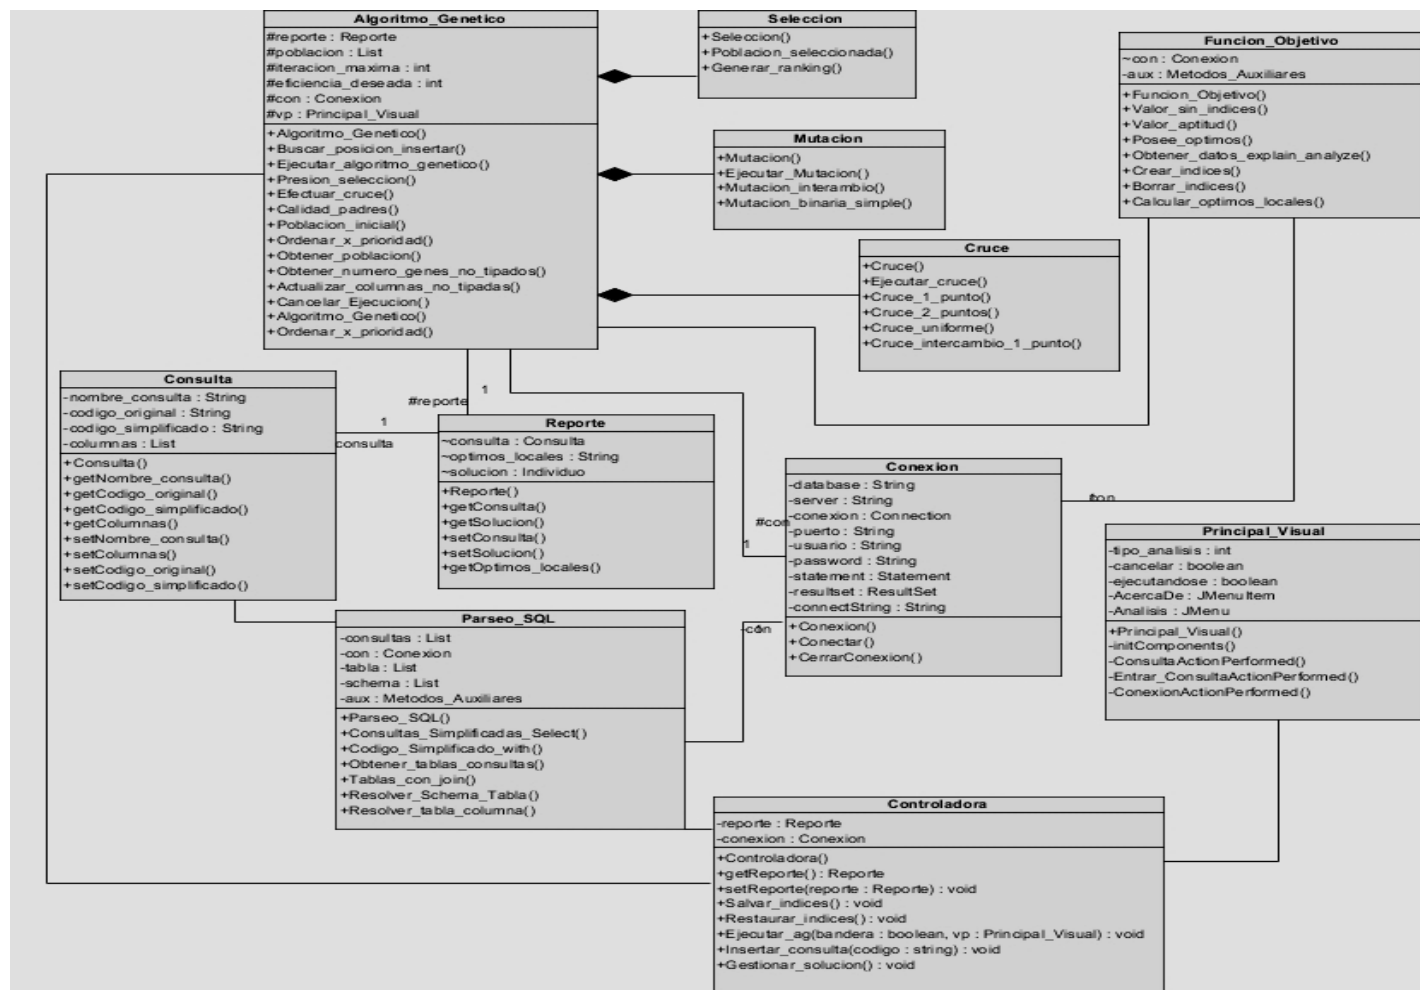 Algoritmo_Genetico
#reporte : Reporte
#poblacion : List
#iteracion_maxima : int
#eficiencia_deseada : int
#con : Conexion
#vp : Principal_Visual
+Algoritmo_Genetico()
+Buscar_posicion_insertar()
+Ejecutar_algoritmo_genetico()
+Presion_seleccion()
+Efectuar_cruce()
+Calidad_padres()
+Poblacion_inicial()
+Ordenar_x_prioridad()
+Obtener_poblacion()
+Obtener_numero_genes_no_tipados()
+Actualizar_columnas_no_tipadas()
+Cancelar_Ejecucion()
+Algoritmo_Genetico()
+Ordenar_x_prioridad()
Seleccion
+Seleccion()
+Poblacion_seleccionada()
+Generar_ranking()
Funcion_Objetivo
~con : Conexion
-aux : Metodos_Auxiliares
+Funcion_Objetivo()
+Valor_sin_indices()
+Valor_aptitud()
+Posee_optimos()
+Obtener_datos_explain_analyze()
+Crear_indices()
+Borrar_indices()
+Calcular_optimos_locales()
Mutacion
+Mutacion()
+Ejecutar_Mutacion()
+Mutacion_interambio()
+Mutacion_binaria_simple()
Cruce
+Cruce()
+Ejecutar_cruce()
+Cruce_1_punto()
+Cruce_2_puntos()
+Cruce_uniforme()
+Cruce_intercambio_1_punto()
Consulta
-nombre_consulta : String
-codigo_original : String
-codigo_simplificado : String
-columnas : List
+Consulta()
+getNombre_consulta()
+getCodigo_original()
+getCodigo_simplificado()
+getColumnas()
+setNombre_consulta()
+setColumnas()
+setCodigo_original()
+setCodigo_simplificado()
1
#reporte
1
consulta
Reporte
~consulta : Consulta
~optimos_locales : String
~solucion : Individuo
+Reporte()
+getConsulta()
+getSolucion()
+setConsulta()
+setSolucion()
+getOptimos_locales()
#con
1
Conexion
-database : String
-server : String
-conexion : Connection
-puerto : String
-usuario : String
-password : String
-statement : Statement
-resultset : ResultSet
-connectString : String
+Conexion()
+Conectar()
+CerrarConexion()
Principal_Visual
-tipo_analisis : int
-cancelar : boolean
-ejecutandose : boolean
-AcercaDe : JMenuItem
-Analisis : JMenu
+Principal_Visual()
-initComponents()
-ConsultaActionPerformed()
-Entrar_ConsultaActionPerformed()
-ConexionActionPerformed()
Parseo_SQL
-consultas : List
-con : Conexion
-tabla : List
-schema : List
-aux : Metodos_Auxiliares
+Parseo_SQL()
+Consultas_Simplificadas_Select()
+Codigo_Simplificado_with()
+Obtener_tablas_consultas()
+Tablas_con_join()
+Resolver_Schema_Tabla()
+Resolver_tabla_columna()
Controladora
-reporte : Reporte
-conexion : Conexion
+Controladora()
+getReporte() : Reporte
+setReporte(reporte : Reporte) : void
+Salvar_indices() : void
+Restaurar_indices() : void
+Ejecutar_ag(bandera : boolean, vp : Principal_Visual) : void
+Insertar_consulta(codigo : string) : void
+Gestionar_solucion() : void